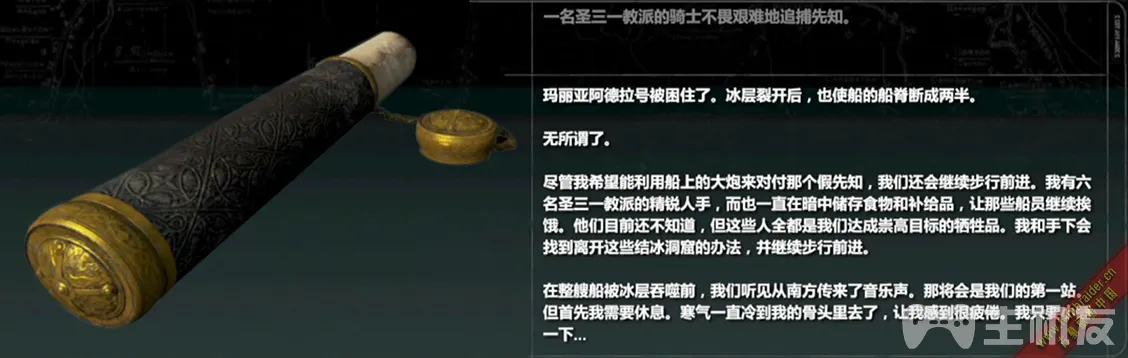 一名圣三一教派的骑士不畏艰难地追捕先知。
玛丽亚阿德拉号被困住了。冰层裂开后，也使船的船脊断成两半。
无所谓了。
尽管我希望能利用船上的大炮来对付那个假先知，我们还会继续步行前进。我有六
名圣三一教派的精锐人手，而也一直在暗中储存食物和补给品，让那些船员继续挨
饿。他们目前还不知道，但这些人全都是我们达成崇高目标的牺牲品。我和手下会
找到离开这些结冰洞窟的办法，并继续步行前进。
在整艘船被冰层吞噬前，我们听见从南方传来了音乐声。那将会是我们的第一站。
但首先我需要休息。寒气一直冷到我的骨头里去了，让我感到很疲倦。我只要小睡
一下...
主机友